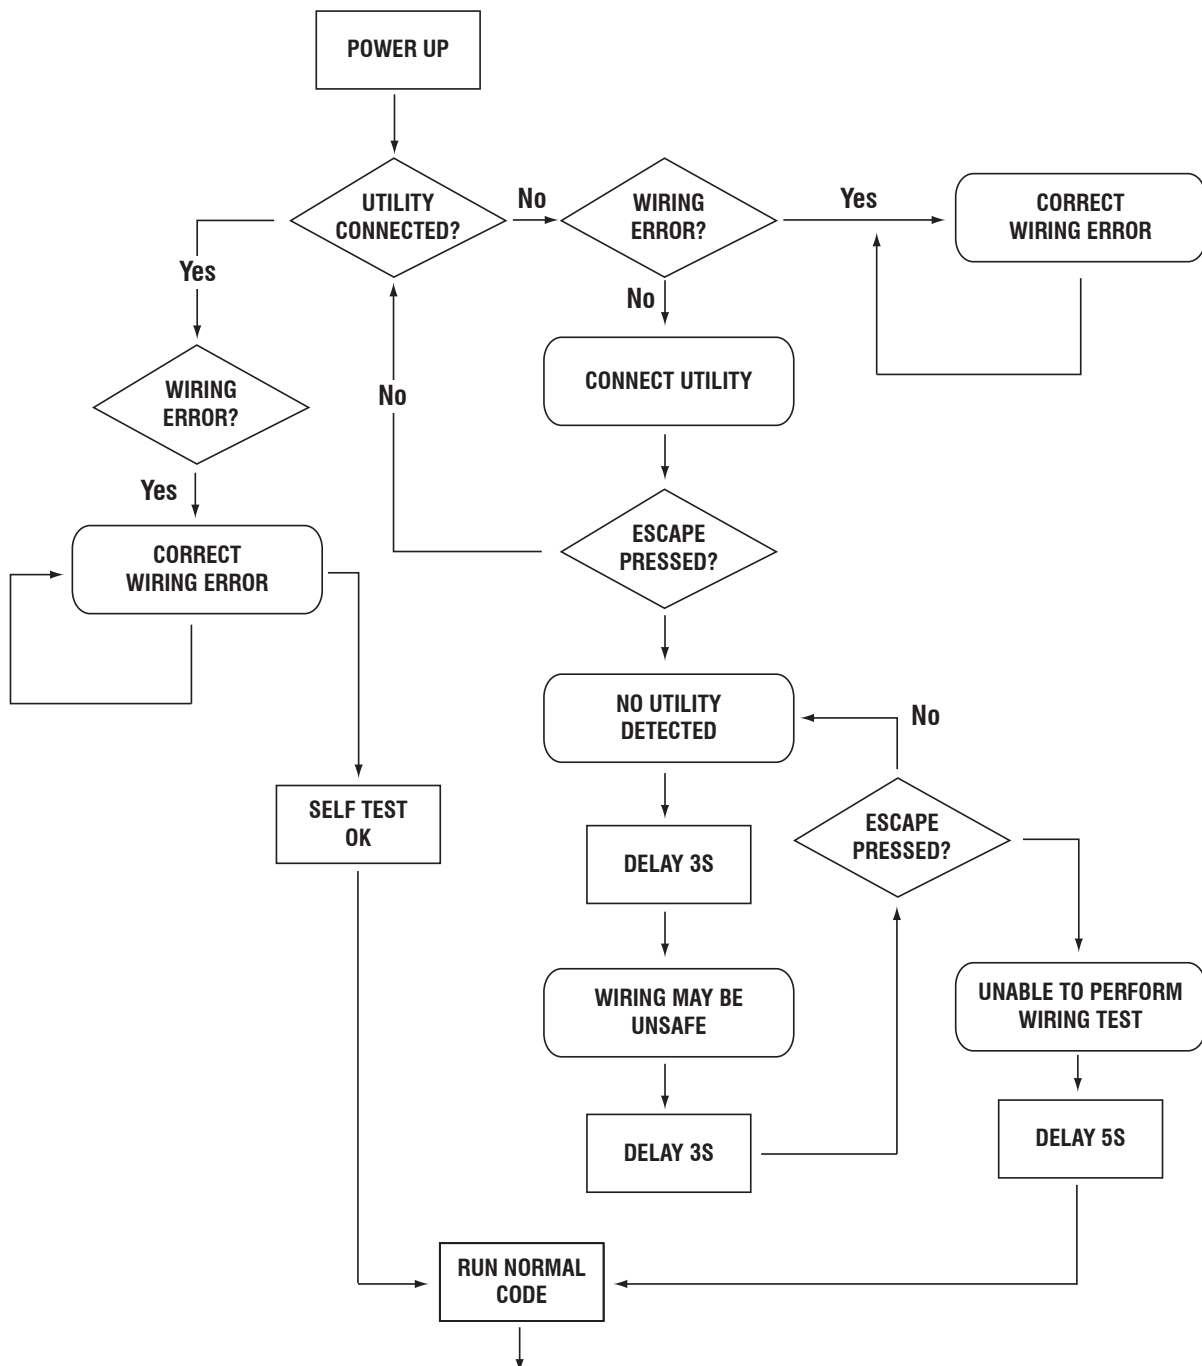 POWER UP
UTILITY
CONNECTED?
No
WIRING
ERROR?
Yes
CORRECT
WIRING ERROR
Yes
No
WIRING
ERROR?
No
CONNECT UTILITY
Yes
CORRECT
WIRING ERROR
ESCAPE
PRESSED?
NO UTILITY
DETECTED
No
SELF TEST
OK
DELAY 3S
ESCAPE
PRESSED?
WIRING MAY BE
UNSAFE
UNABLE TO PERFORM
WIRING TEST
DELAY 3S
DELAY 5S
RUN NORMAL
CODE